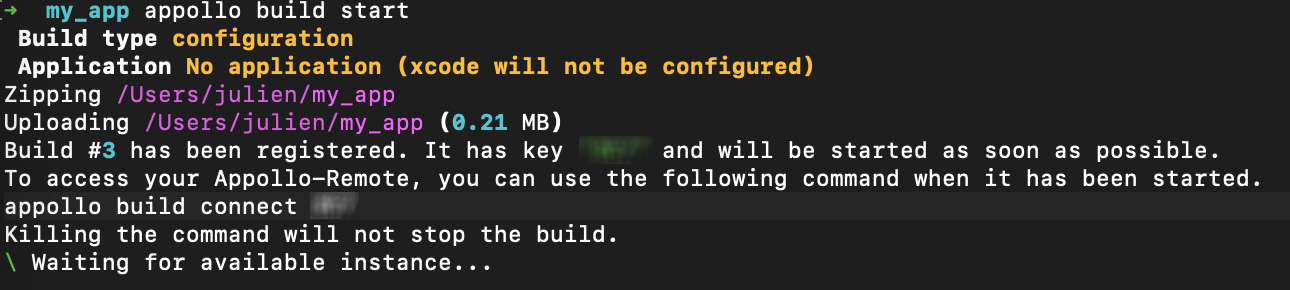 → my_app appollo build start
Build type configuration
Application No application (xcode will not be configured)
Zipping /Users/julien/my_app
Uploading /Users/julien/my_app (0.21 MB)
Build #3 has been registered. It has key and will be started as soon as possible.
To access your Appollo-Remote, you can use the following command when it has been started.
appollo build connect
Killing the command will not stop the build.
\ Waiting for available instance...